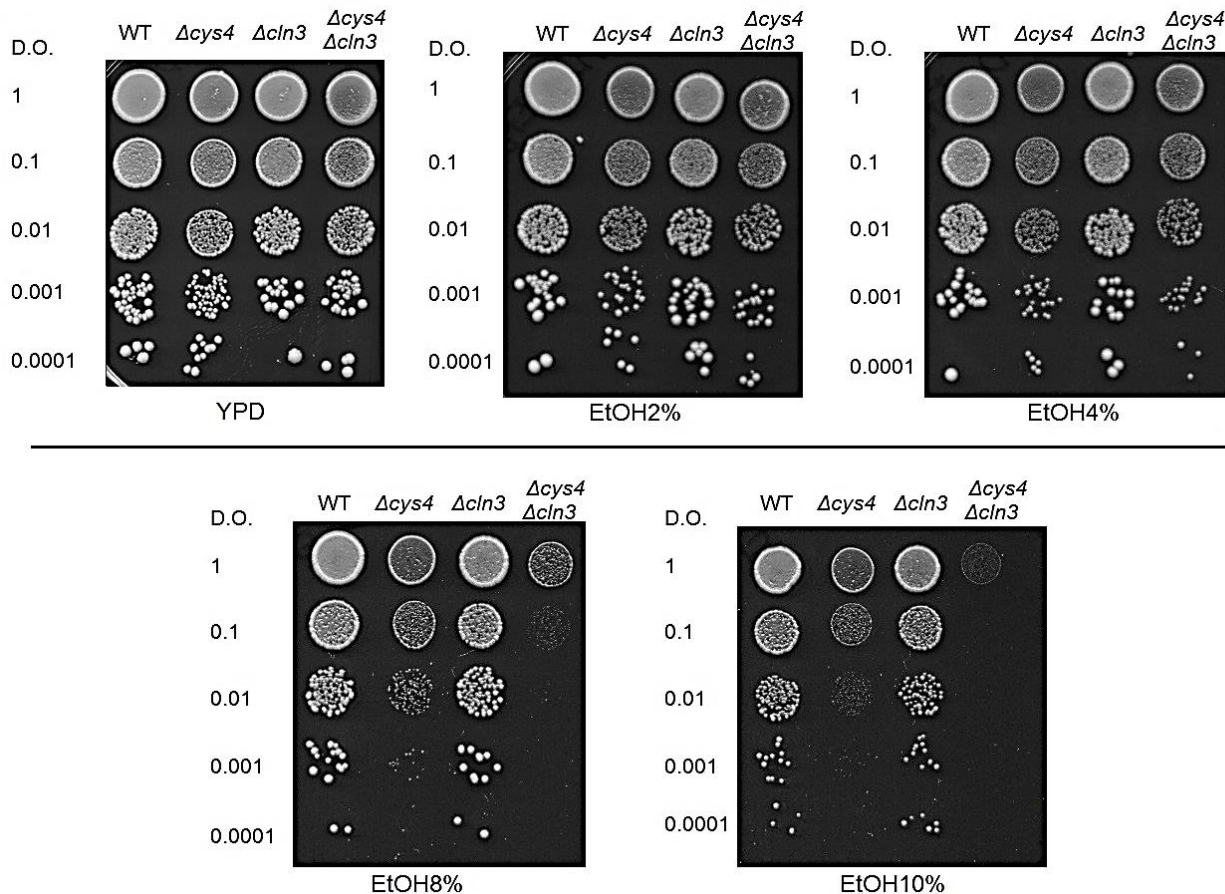 WT Δcys4 Δcln3 Δcys4 Δcln3
D.O.
1
0.1
0.01
0.001
0.0001
YPD
WT Δcys4 Δcln3 Δcys4 Δcln3
D.O.
1
0.1
0.01
0.001
0.0001
EtOH2%
WT Δcys4 Δcln3 Δcys4 Δcln3
D.O.
1
0.1
0.01
0.001
0.0001
EtOH4%
WT Δcys4 Δcln3 Δcys4 Δcln3
D.O.
1
0.1
0.01
0.001
0.0001
EtOH8%
WT Δcys4 Δcln3 Δcys4 Δcln3
D.O.
1
0.1
0.01
0.001
0.0001
EtOH10%